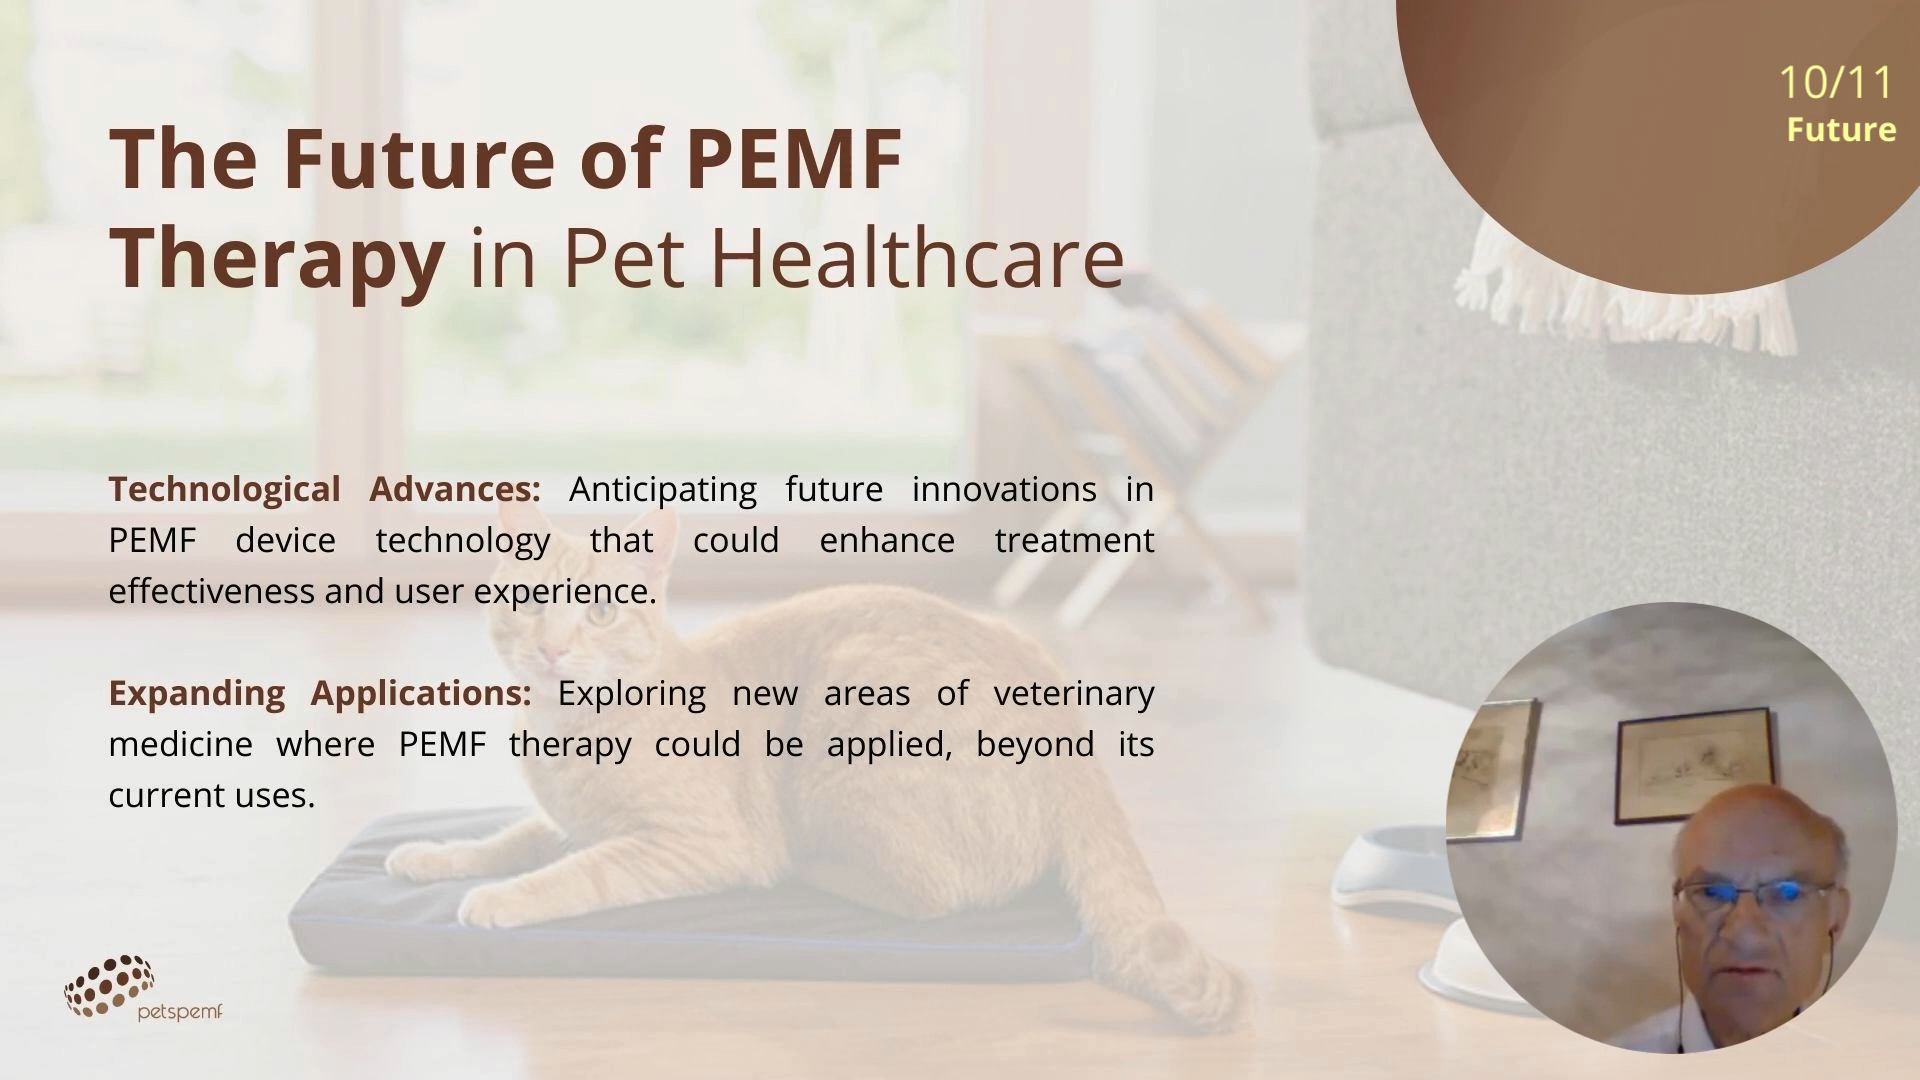 10/11
Future
The Future of PEMF
Therapy in Pet Healthcare
Technological Advances: Anticipating future innovations in
PEMF device technology that could enhance treatment
effectiveness and user experience.
Expanding Applications: Exploring new areas of veterinary
medicine where PEMF therapy could be applied, beyond its
current uses.
petspemf